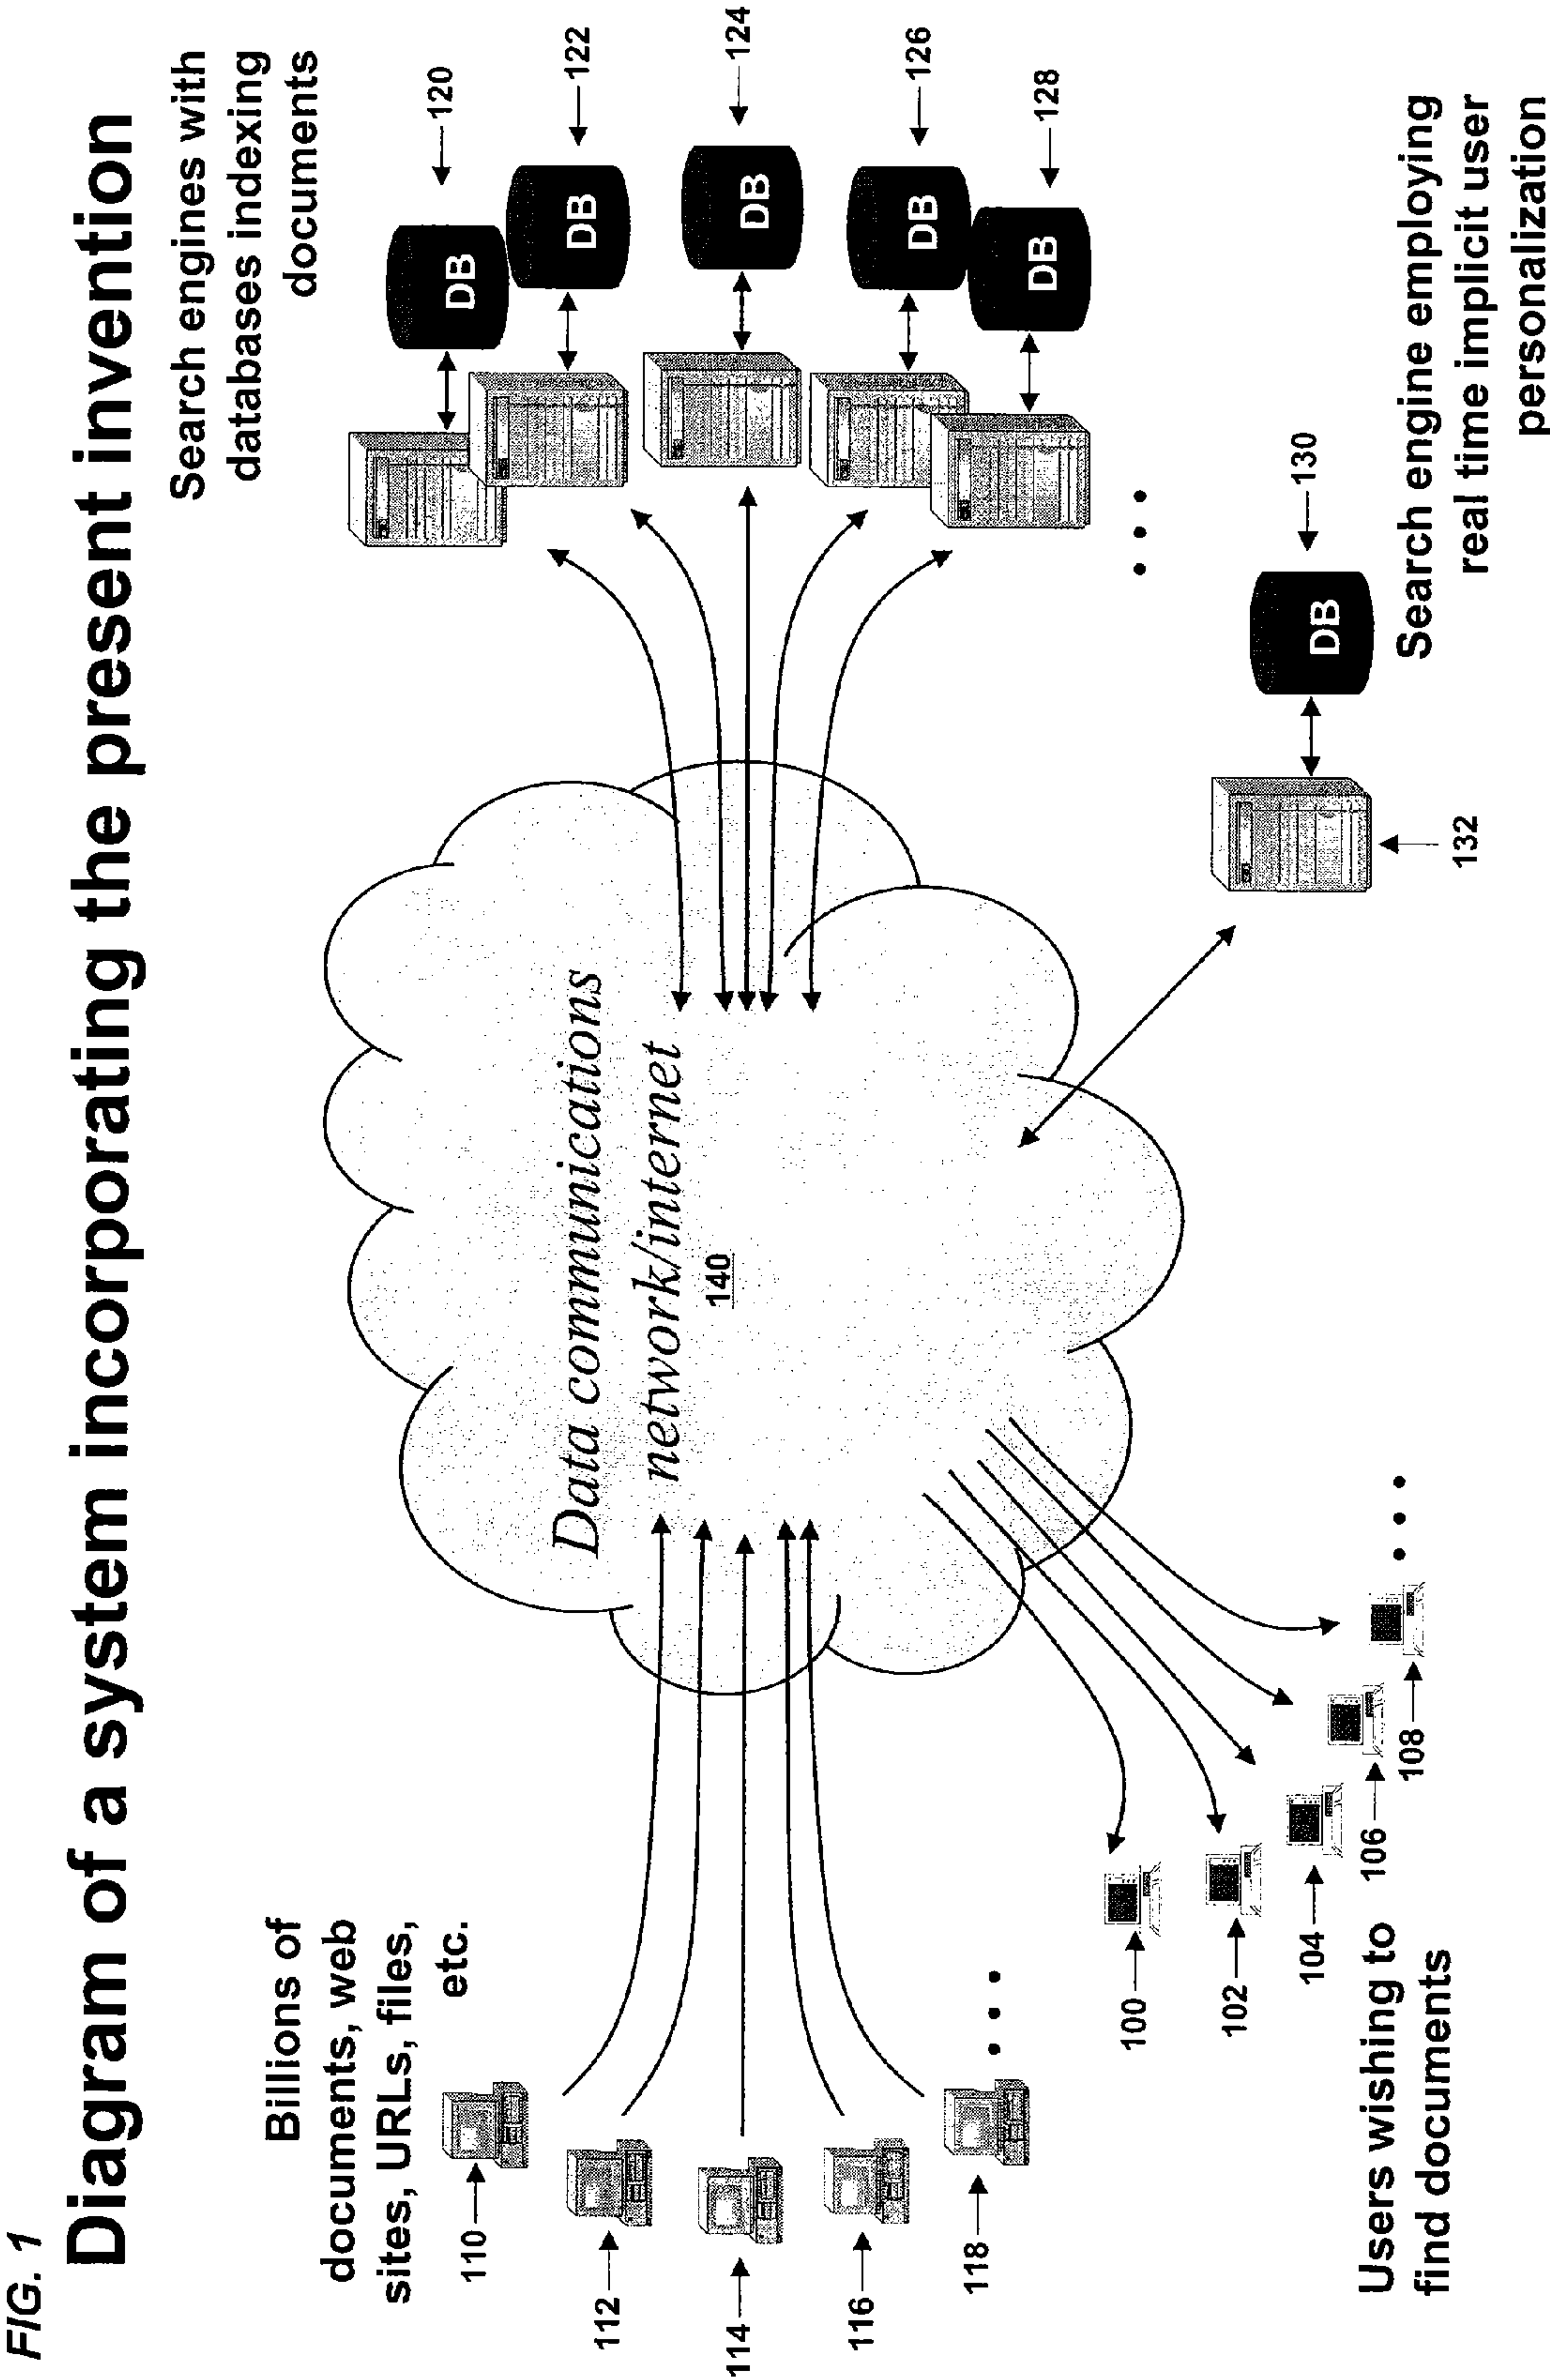 FIG. 1
Diagram of a system incorporating the present invention
Billions of
documents, web
sites, URLs, files,
etc.
110
112
114
116
118
Data communications
network/internet
140
Search engines with
databases indexing
documents
DB
120
DB
122
DB
124
DB
126
DB
128
100
102
104
106
108
Users wishing to
find documents
132
DB
130
Search engine employing
real time implicit user
personalization